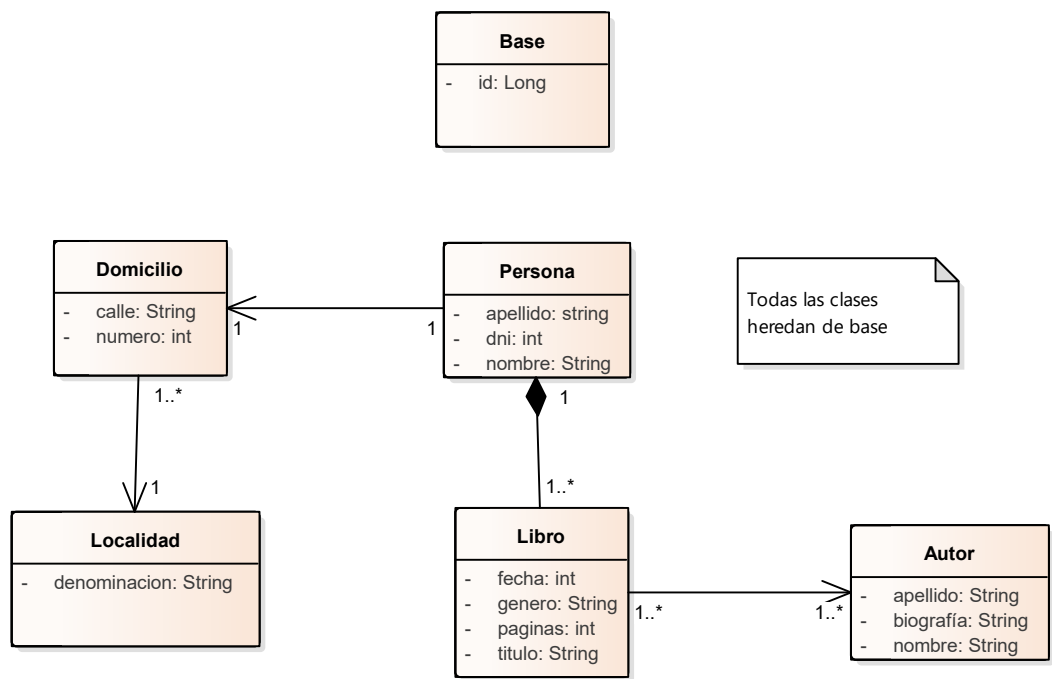 Base
- id: Long
Domicilio
- calle: String
- numero: int
1
1
Persona
- apellido: string
- dni: int
- nombre: String
Todas las clases
heredan de base
1..*
1
1
1..*
Localidad
- denominacion: String
Libro
- fecha: int
- genero: String
- paginas: int
- titulo: String
1..*
1..*
Autor
- apellido: String
- biografía: String
- nombre: String